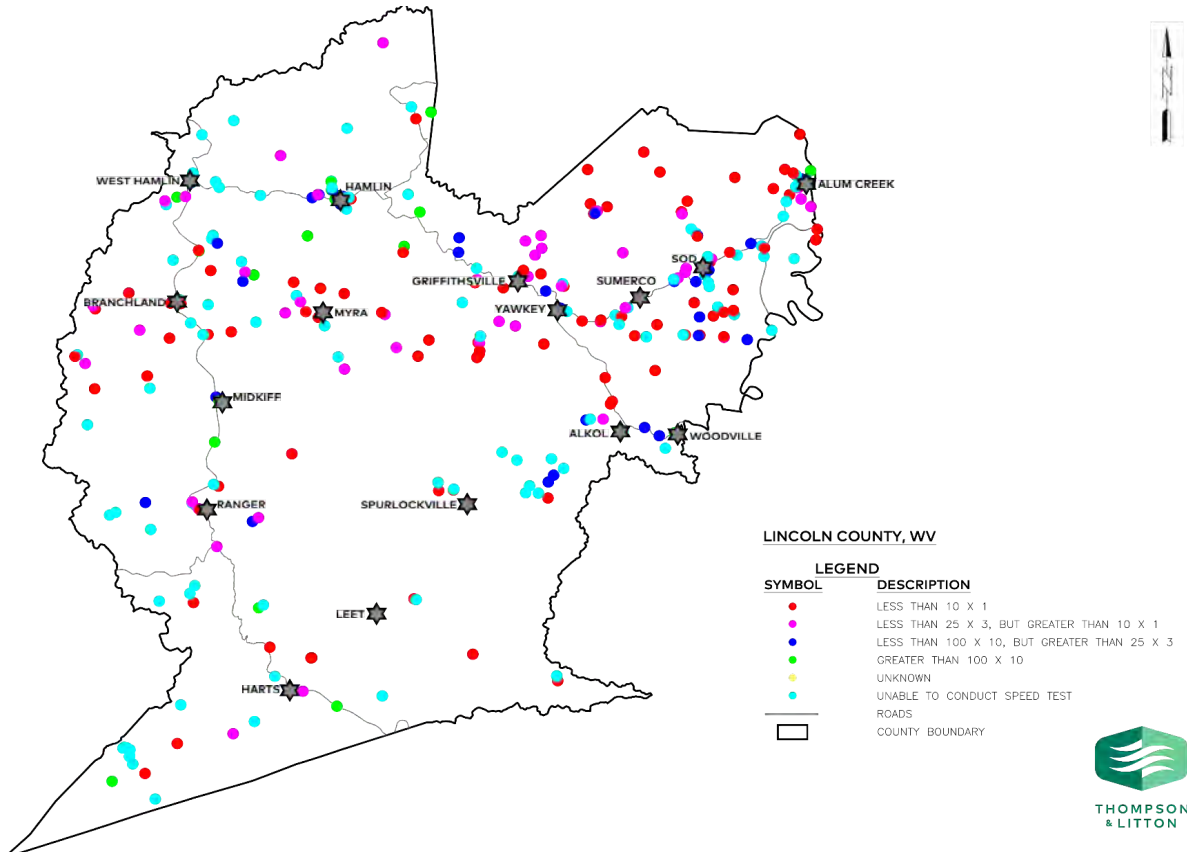 WEST HAMLIN
HAMLIN
ALUM CREEK
SOD
GRIFFITHSVILLE
SUMERCO
BRANCHLAND
MYRA
YAWKEY
MIDKIFF
ALKOL
WOODVILLE
RANGER
SPURLOCKVILLE
LEET
HARTS
LINCOLN COUNTY, WV
LEGEND
SYMBOL DESCRIPTION
LESS THAN 10 X 1
LESS THAN 25 X 3, BUT GREATER THAN 10 X 1
LESS THAN 100 X 10, BUT GREATER THAN 25 X 3
GREATER THAN 100 X 10
UNKNOWN
UNABLE TO CONDUCT SPEED TEST
ROADS
COUNTY BOUNDARY
THOMPSON
& LITTON